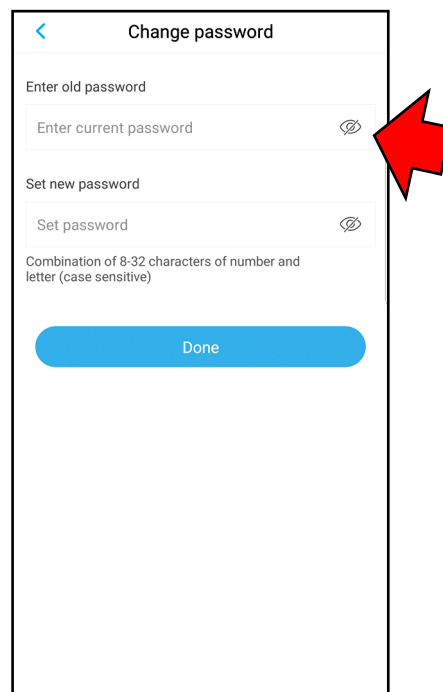 Change password
Enter old password
Enter current password
Set new password
Set password
Combination of 8-32 characters of number and
letter (case sensitive)
Done